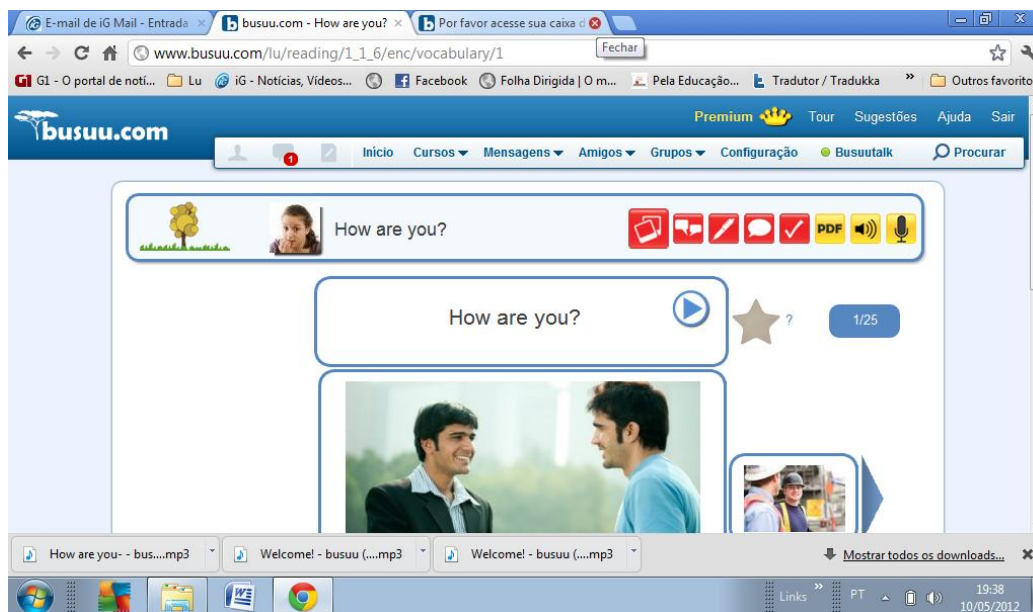 E-mail de iG Mail - Entrada
busuu.com - How are you?
Por favor acesse sua caixa d
Fechar
www.busuu.com/lu/reading/1_1_6/enc/vocabulary/1
G1 G1 - O portal de notí... Lu iG - Notícias, Vídeos... Facebook Folha Dirigida | O m... Pela Educação... Tradutor / Tradukka » Outros favorito
busuu.com
Premium Tour Sugestões Ajuda Sair
1 Inicio Cursos Mensagens Amigos Grupos Configuração Busuutalk Procurar
How are you? PDF
How are you? ? 1/25
How are you- - bus....mp3 Welcome! - busuu (....mp3 Welcome! - busuu (....mp3 Mostrar todos os downloads...
Links » PT 19:38
10/05/2012